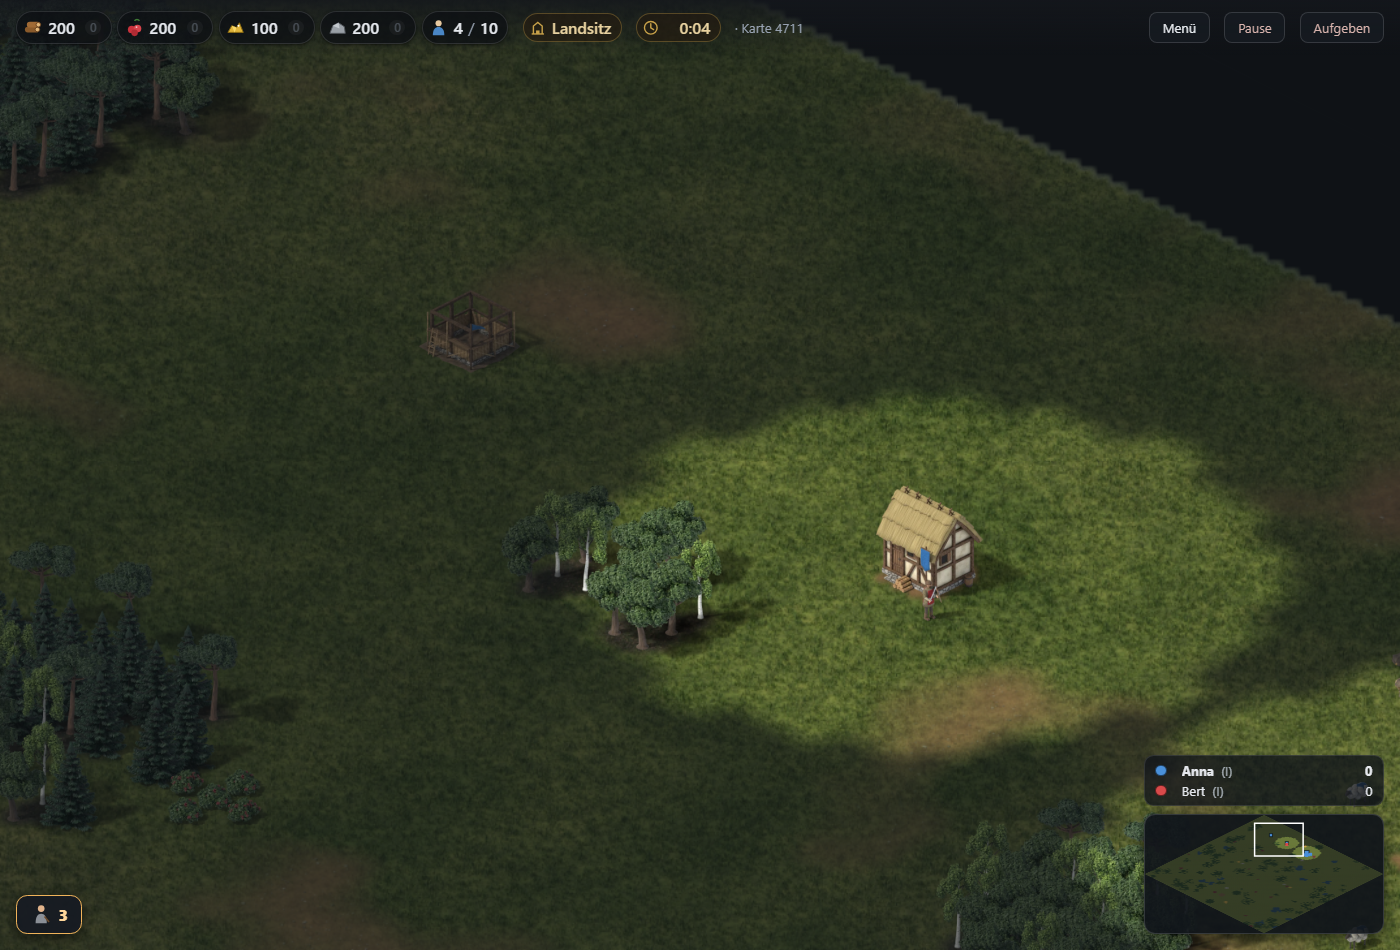 200 0 200 0 100 0 200 0 4 / 10 Landsitz 0:04 · Karte 4711 Menü Pause Aufgeben
Anna (I) 0
Bert (I) 0
3